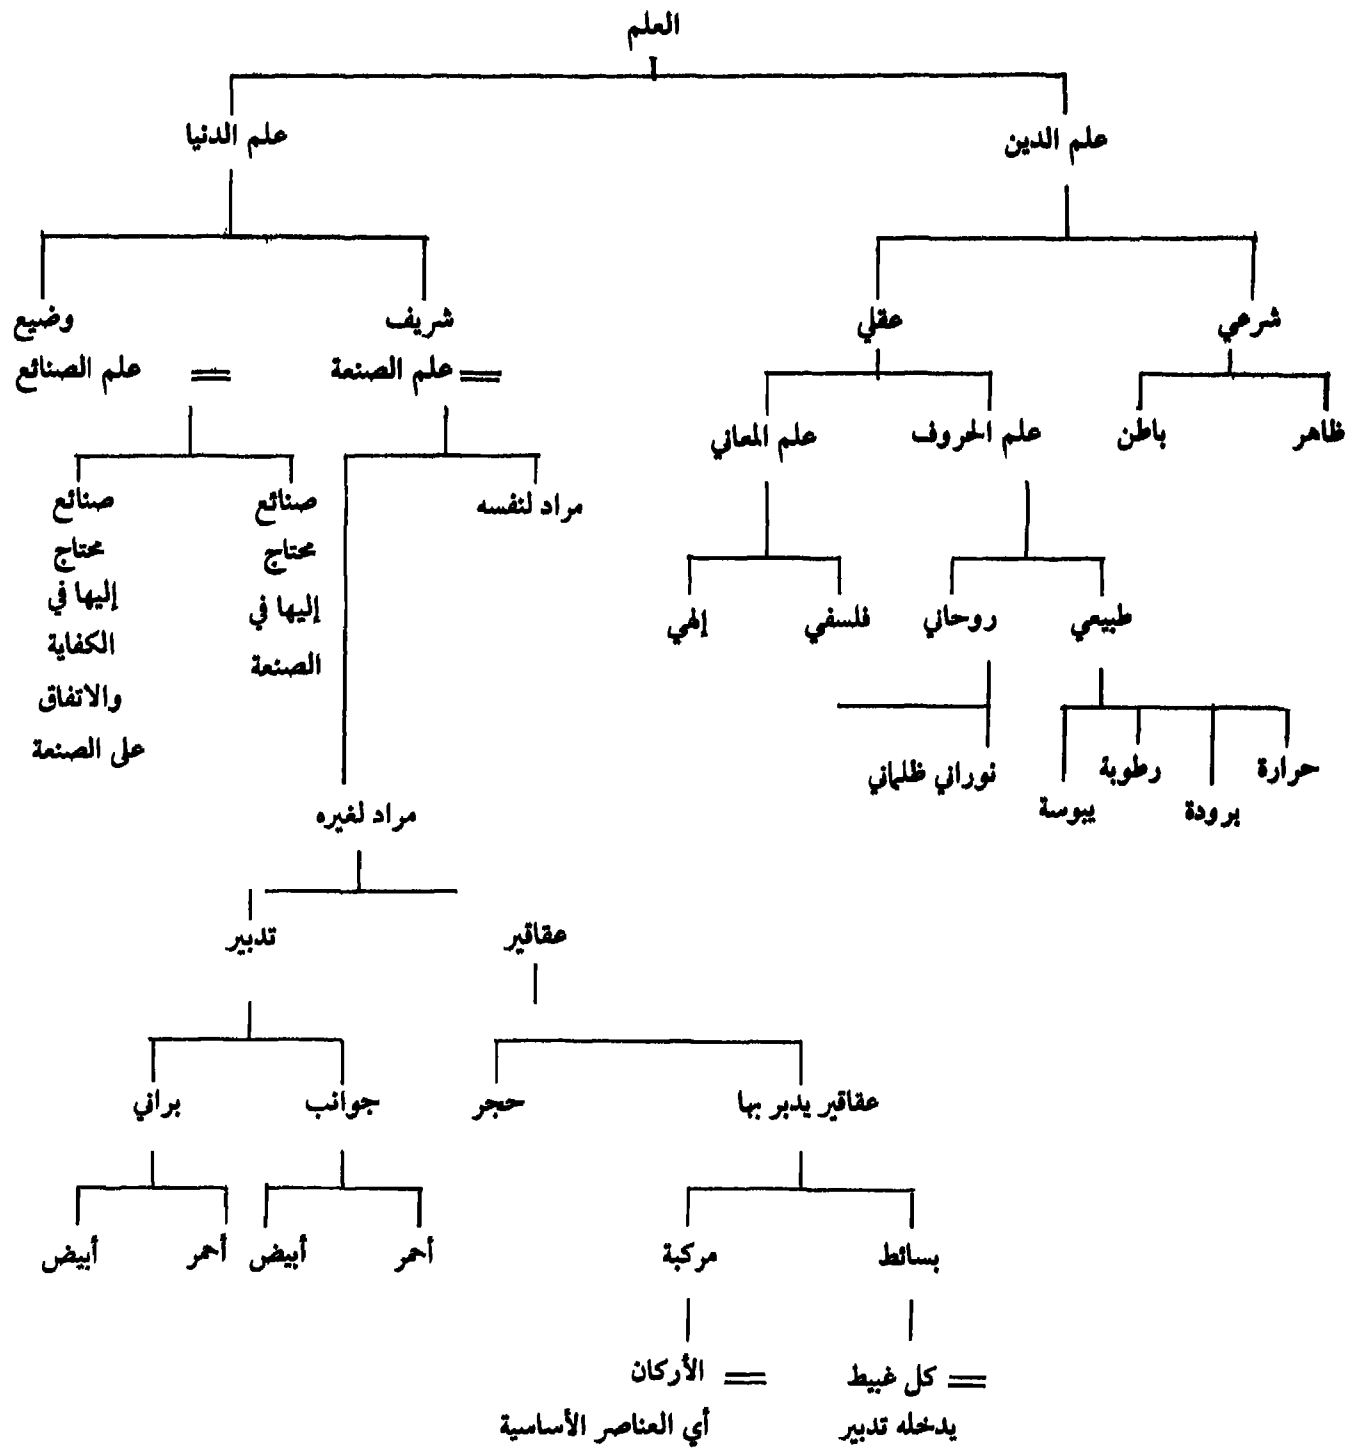 العلم
علم الدين
علم الدنيا
شرعي
عقلي
شريف
وضيع
= علم الصنعة
= علم الصنائع
ظاهر
باطن
علم الحروف
علم المعاني
مراد لنفسه
صنائع
محتاج
إليها في
الصنعة
صنائع
محتاج
إليها في
الكفاية
والاتفاق
على الصنعة
طبيعي
روحاني
فلسفي
إلهي
حرارة
برودة
رطوبة
يبوسة
نوراني ظلماني
مراد لغيره
عقاقير
تدبير
عقاقير يدبر بها
حجر
جوانب
براني
بسائط
مركبة
أحمر
أبيض
أحمر
أبيض
= كل غبيط
يدخله تدبير
= الأركان
أي العناصر الأساسية